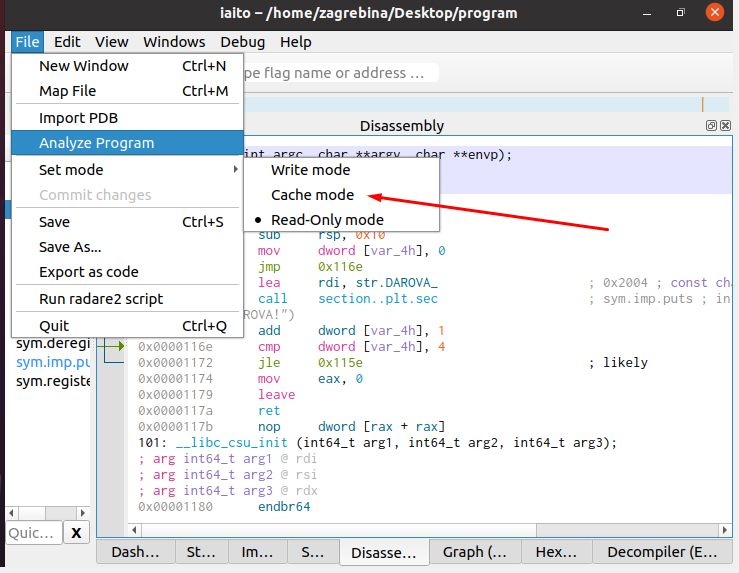 iaito – /home/zagrebina/Desktop/program
File Edit View Windows Debug Help
New Window Ctrl+N
pe flag name or address ...
Map File Ctrl+M
Import PDB
Disassembly
Analyze Program
int argc, char **argv, char **envp);
Set mode
Write mode
Commit changes
Cache mode
Save Ctrl+S
Read-Only mode
sub rsp, 0x10
Save As...
mov dword [var_4h], 0
jmp 0x116e
Export as code
lea rdi, str.DAROVA_ ; 0x2004 ; const cha
Run radare2 script
call section..plt.sec ; sym.imp.puts ; in
ROVA!")
Quit Ctrl+Q
add dword [var_4h], 1
sym.deregi
0x0000116e cmp dword [var_4h], 4
sym.imp.pu
0x00001172 jle 0x115e ; likely
sym.registe
0x00001174 mov eax, 0
0x00001179 leave
0x0000117a ret
0x0000117b nop dword [rax + rax]
101: __libc_csu_init (int64_t arg1, int64_t arg2, int64_t arg3);
; arg int64_t arg1 @ rdi
; arg int64_t arg2 @ rsi
; arg int64_t arg3 @ rdx
0x00001180 endbr64
Quic... X
Dash... St... Im... S... Disasse... Graph (... Hex... Decompiler (E...